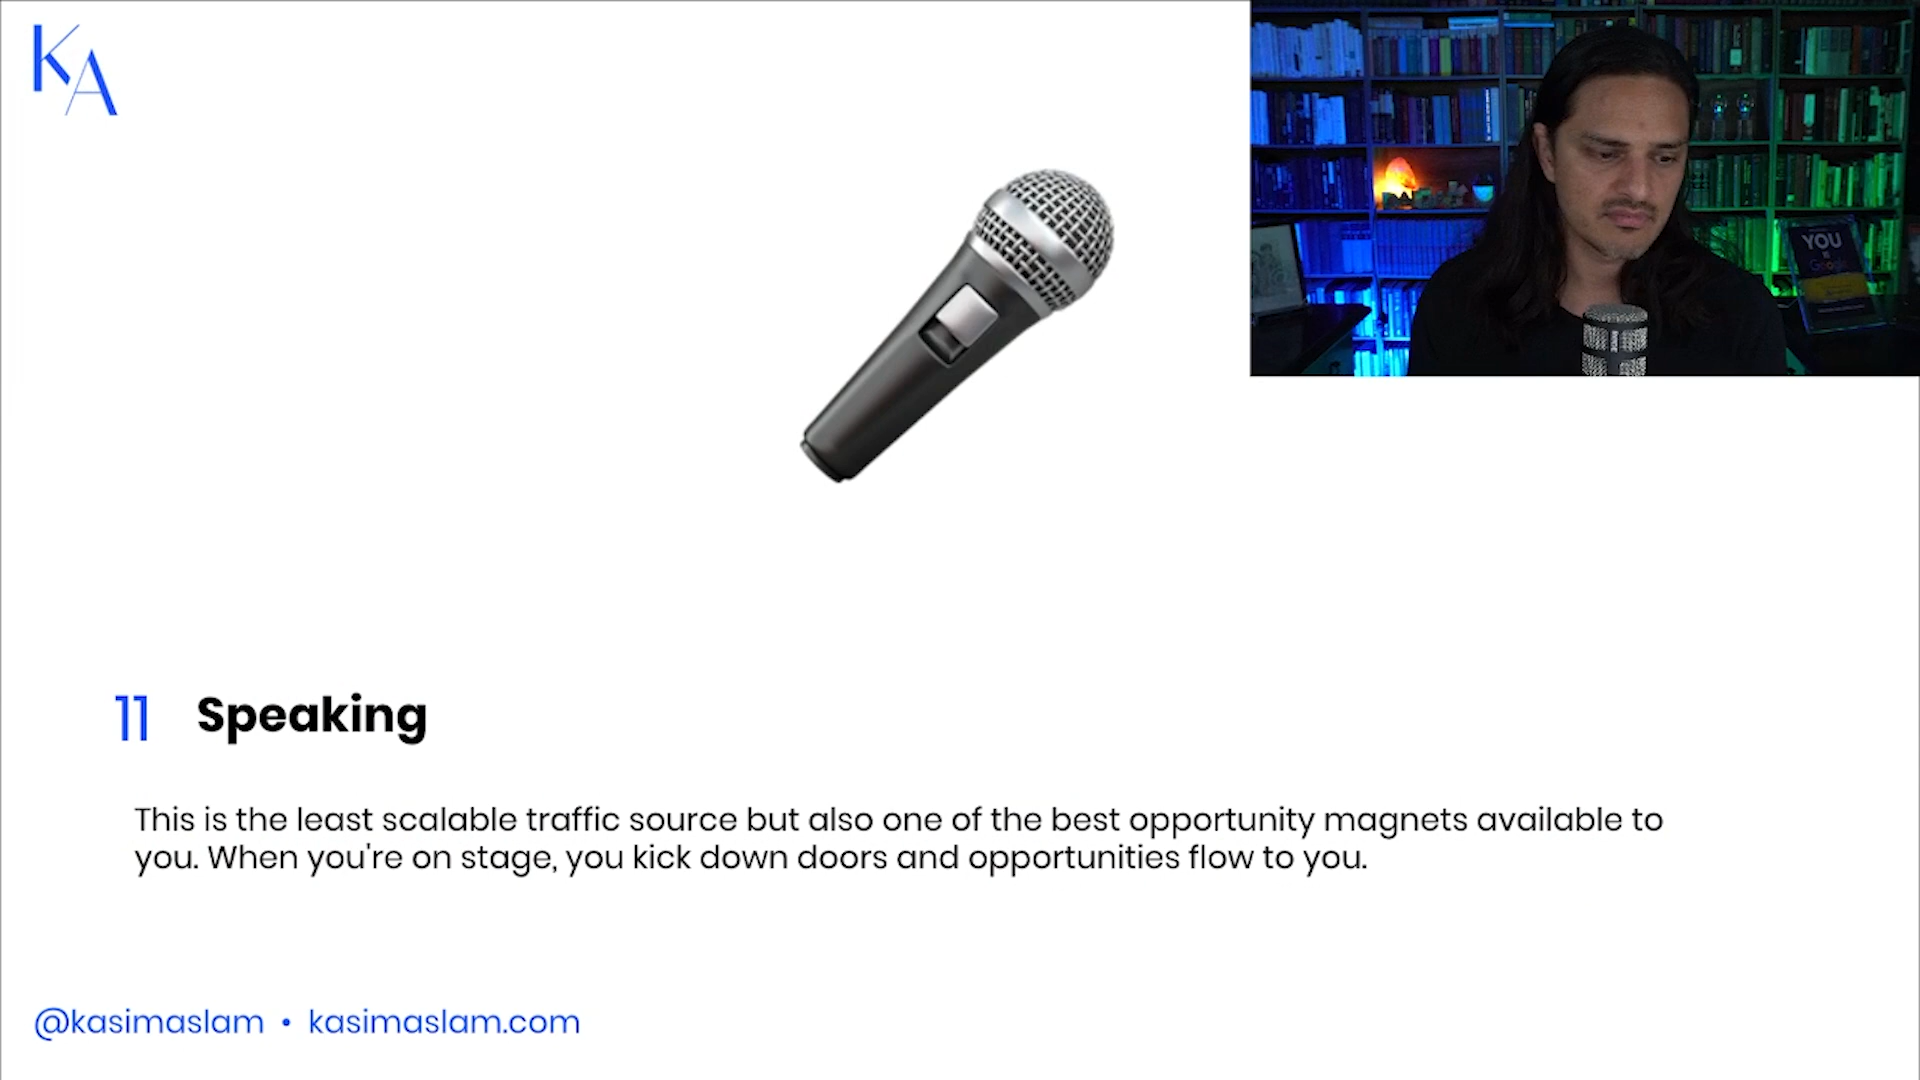 KA
YOU
is
Google
11 Speaking
This is the least scalable traffic source but also one of the best opportunity magnets available to
you. When you're on stage, you kick down doors and opportunities flow to you.
@kasimaslam • kasimaslam.com